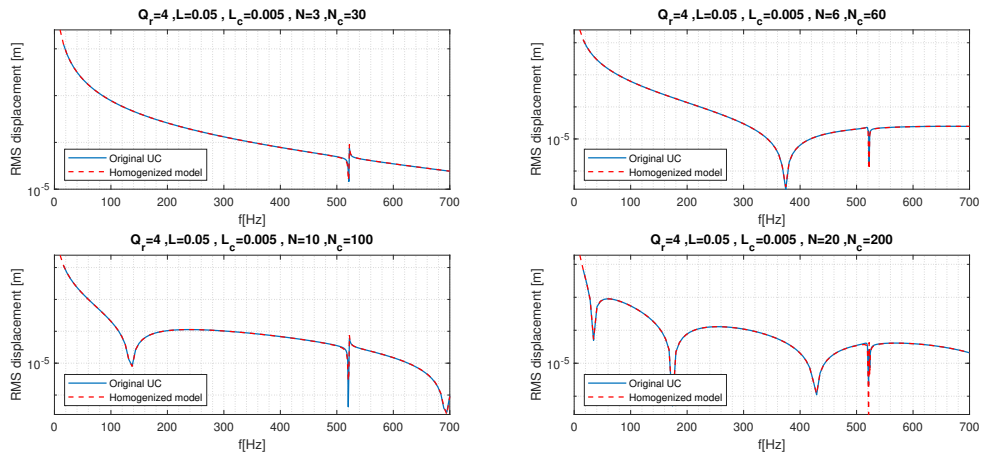 Q_r=4 ,L=0.05 , L_c=0.005 , N=3 ,N_c=30
RMS displacement [m]
10^-5
Original UC
Homogenized model
0 100 200 300 400 500 600 700
f[Hz]
Q_r=4 ,L=0.05 , L_c=0.005, N=6 ,N_c=60
RMS displacement [m]
10^-5
Original UC
Homogenized model
0 100 200 300 400 500 600 700
f[Hz]
Q_r=4 ,L=0.05 , L_c=0.005, N=10 ,N_c=100
RMS displacement [m]
10^-5
Original UC
Homogenized model
0 100 200 300 400 500 600 700
f[Hz]
Q_r=4 ,L=0.05 , L_c=0.005, N=20 ,N_c=200
RMS displacement [m]
10^-5
Original UC
Homogenized model
0 100 200 300 400 500 600 700
f[Hz]